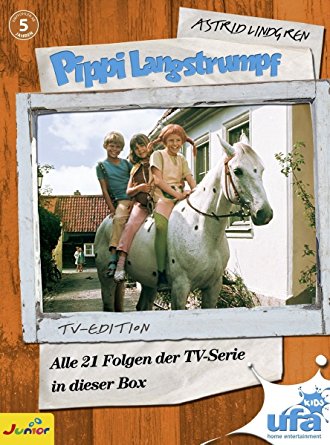 5
JAHREN
ASTRID LINDGREN
Pippi Langstrumpf
TV-EDITION
Alle 21 Folgen der TV-Serie
in dieser Box
Junior
KIDS
ufa
home entertainment